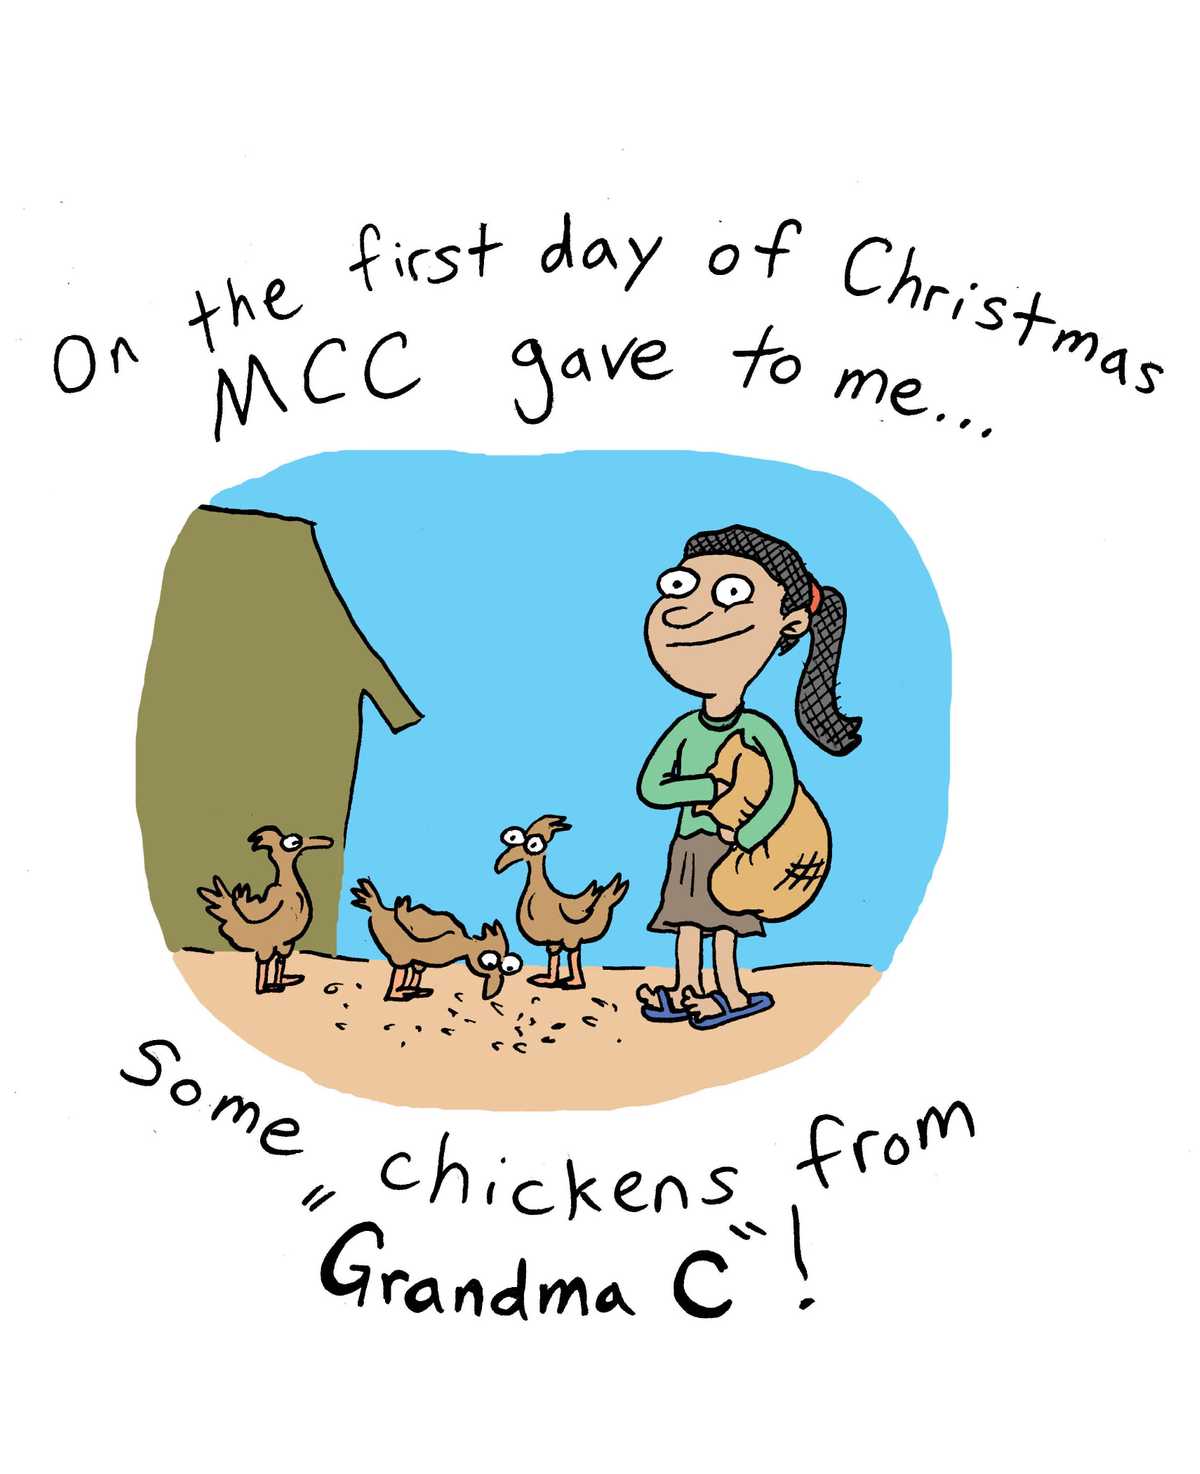 On the first day of Christmas
MCC gave to me...
Some chickens from
"Grandma C"!